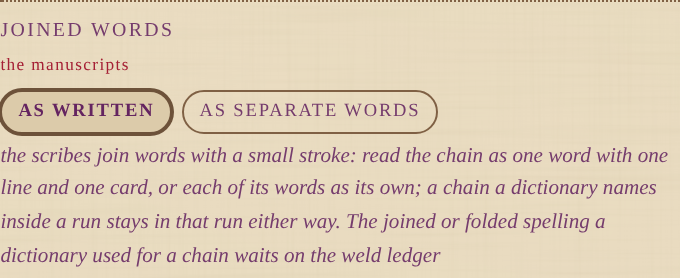 JOINED WORDS
the manuscripts
AS WRITTEN AS SEPARATE WORDS
the scribes join words with a small stroke: read the chain as one word with one
line and one card, or each of its words as its own; a chain a dictionary names
inside a run stays in that run either way. The joined or folded spelling a
dictionary used for a chain waits on the weld ledger